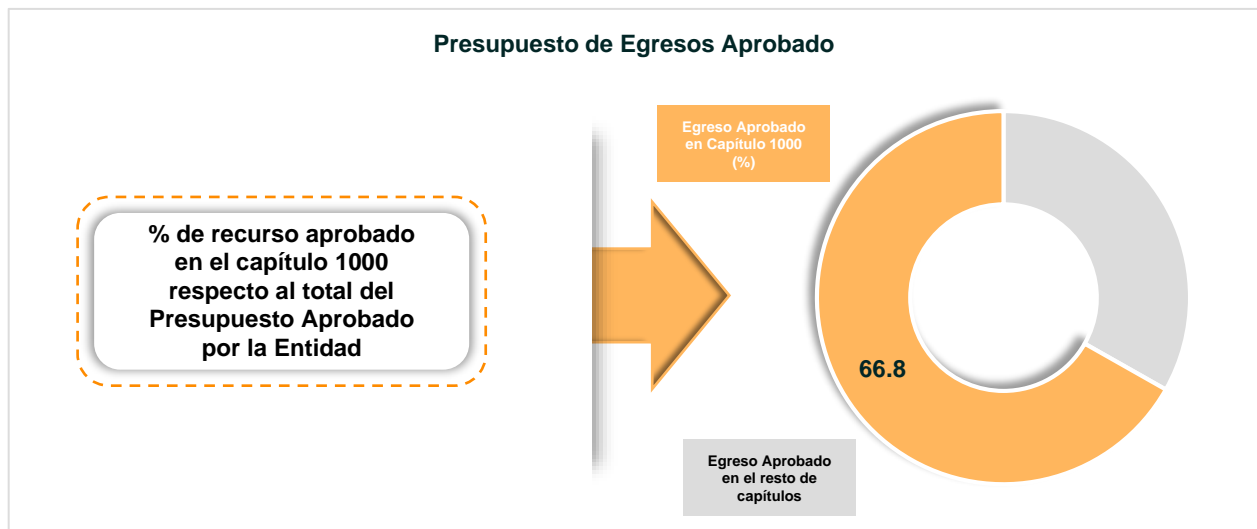 Presupuesto de Egresos Aprobado
% de recurso aprobado
en el capítulo 1000
respecto al total del
Presupuesto Aprobado
por la Entidad
Egreso Aprobado
en Capítulo 1000
(%)
66.8
Egreso Aprobado
en el resto de
capítulos